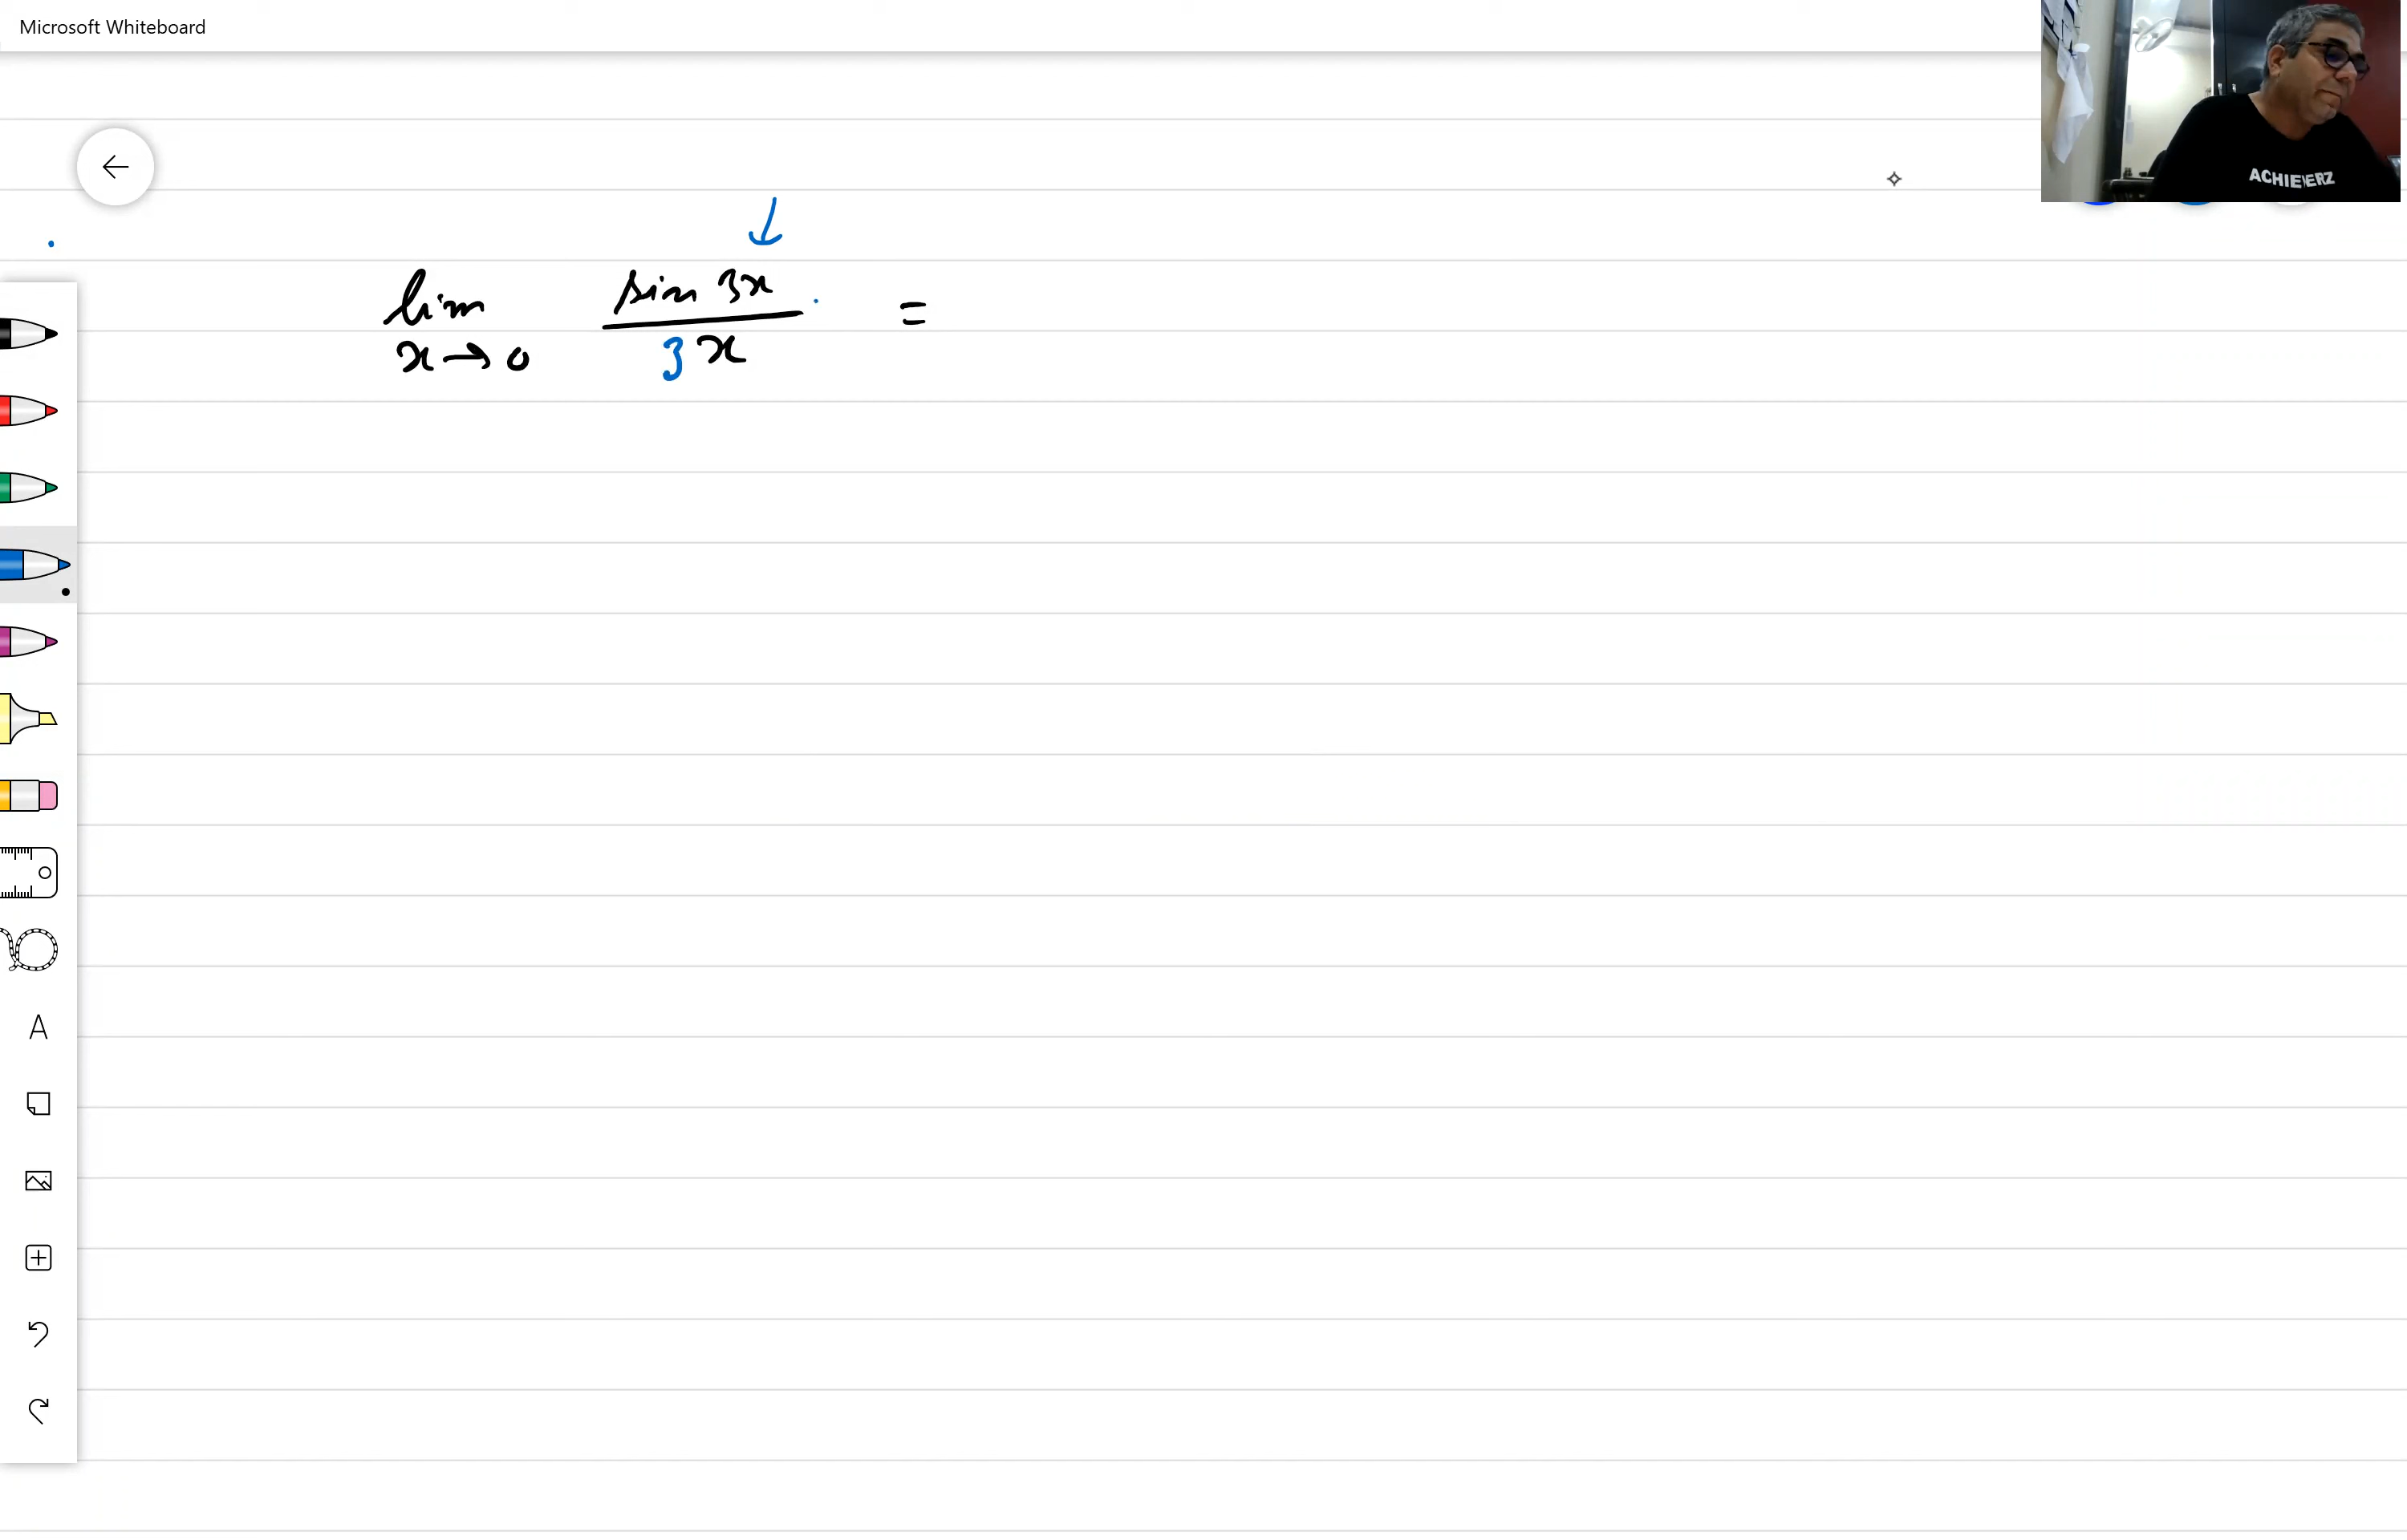 Microsoft Whiteboard
ACHIEVERZ
lim x→0 sin 3x / 3x =
A